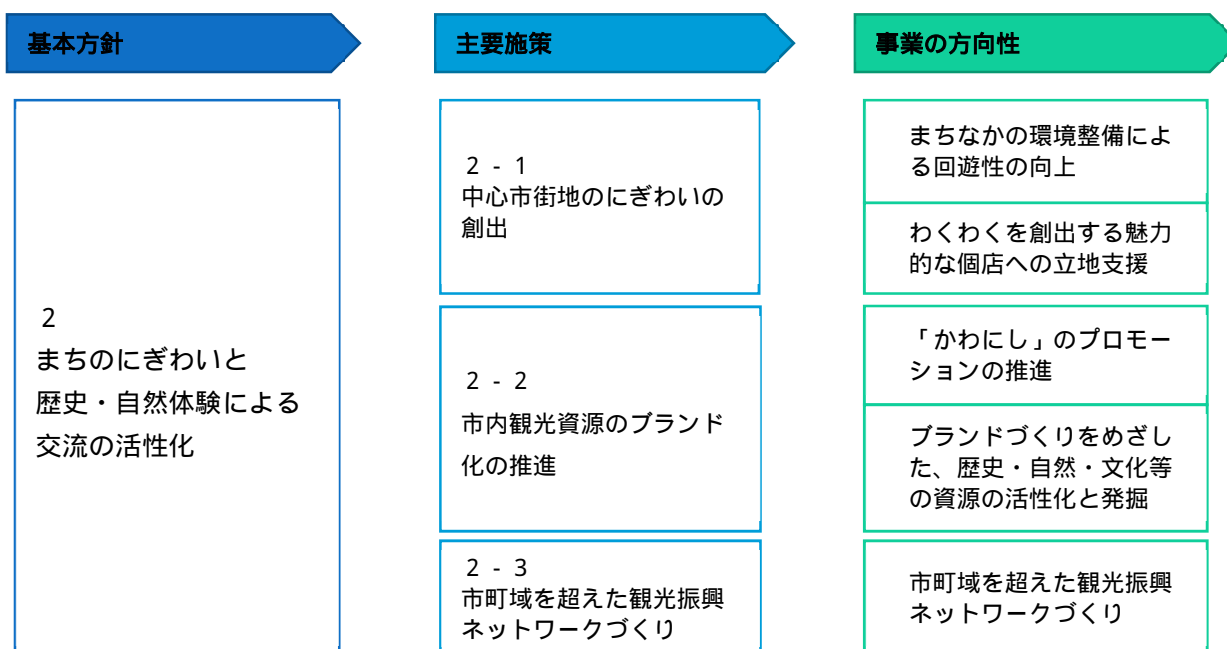 基本方針
主要施策
事業の方向性
2
まちのにぎわいと
歴史・自然体験による
交流の活性化
2 - 1
中心市街地のにぎわいの
創出
まちなかの環境整備によ
る回遊性の向上
わくわくを創出する魅力
的な個店への立地支援
2 - 2
市内観光資源のブランド
化の推進
「かわにし」のプロモー
ションの推進
ブランドづくりをめざし
た、歴史・自然・文化等
の資源の活性化と発掘
2 - 3
市町域を超えた観光振興
ネットワークづくり
市町域を超えた観光振興
ネットワークづくり